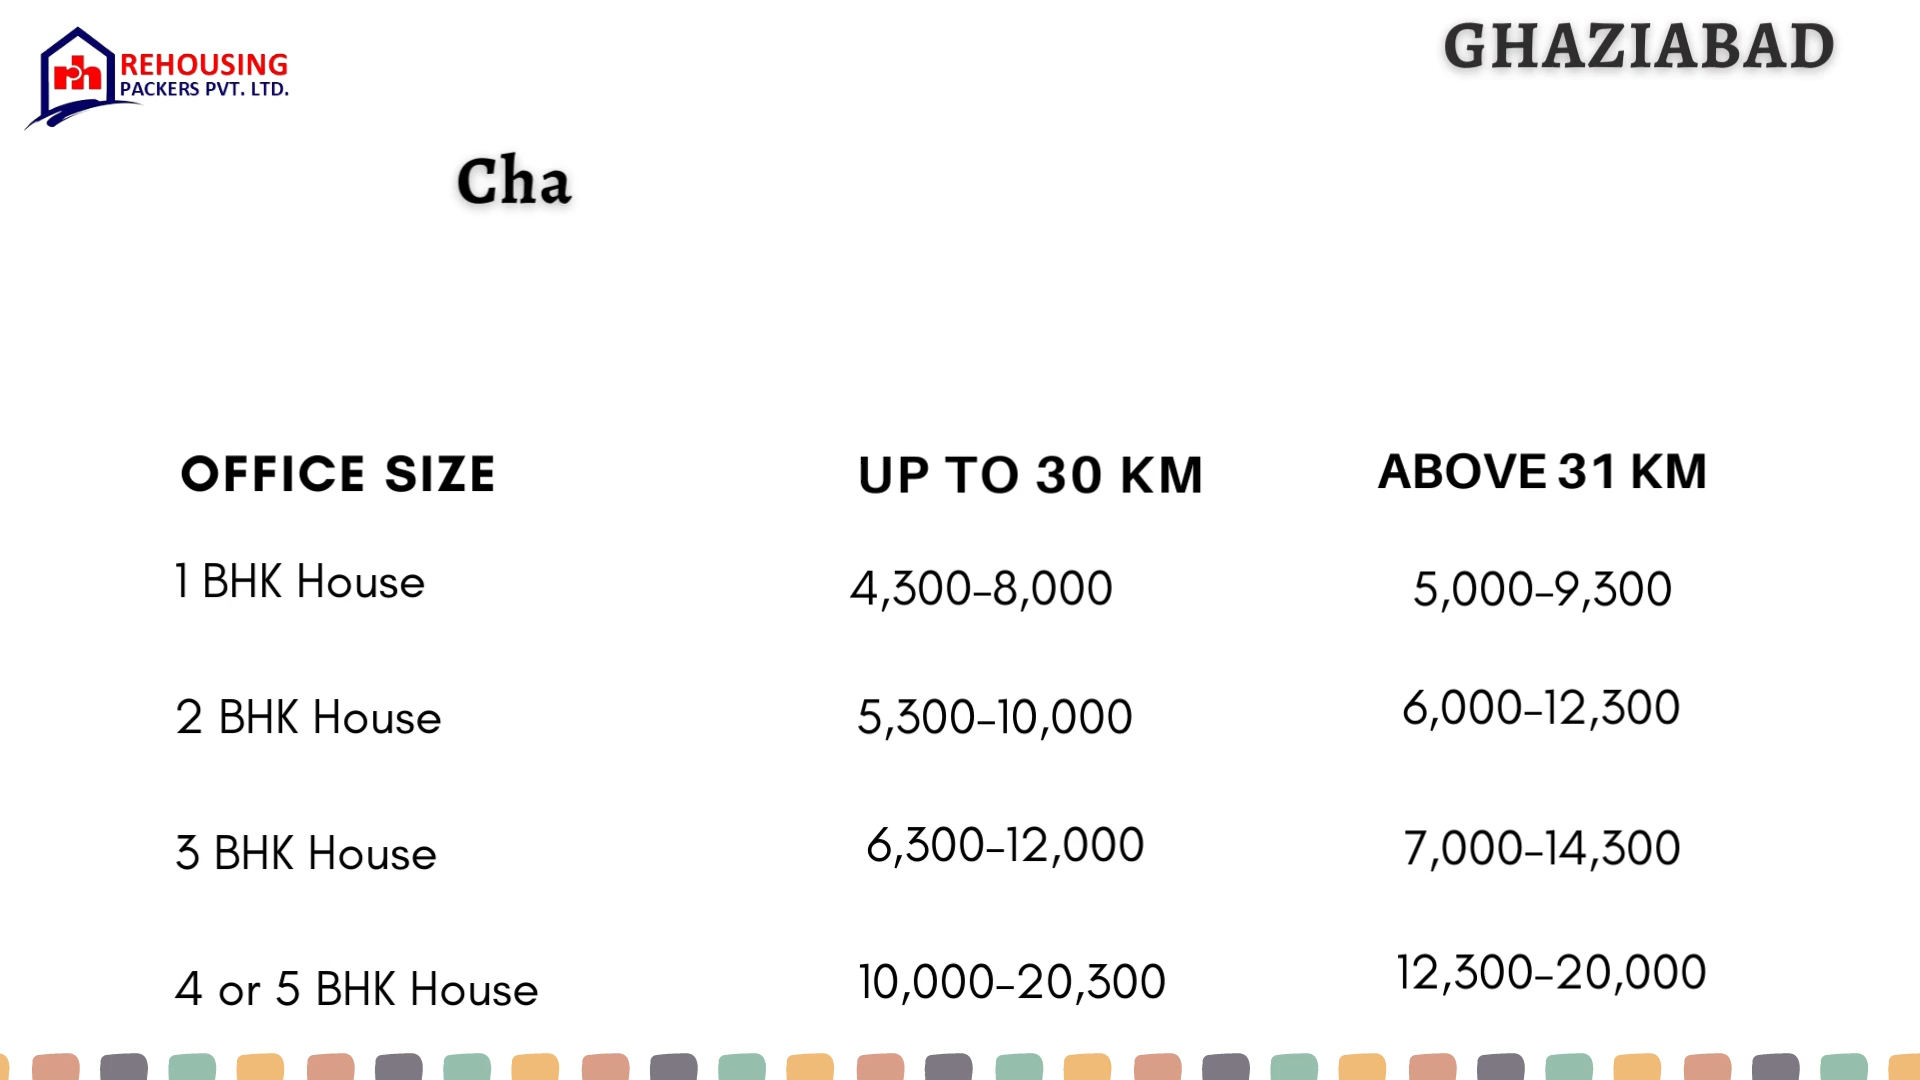 REHOUSING
PACKERS PVT. LTD.
GHAZIABAD
Cha
OFFICE SIZE UP TO 30 KM ABOVE 31 KM
1 BHK House 4,300-8,000 5,000-9,300
2 BHK House 5,300-10,000 6,000-12,300
3 BHK House 6,300-12,000 7,000-14,300
4 or 5 BHK House 10,000-20,300 12,300-20,000